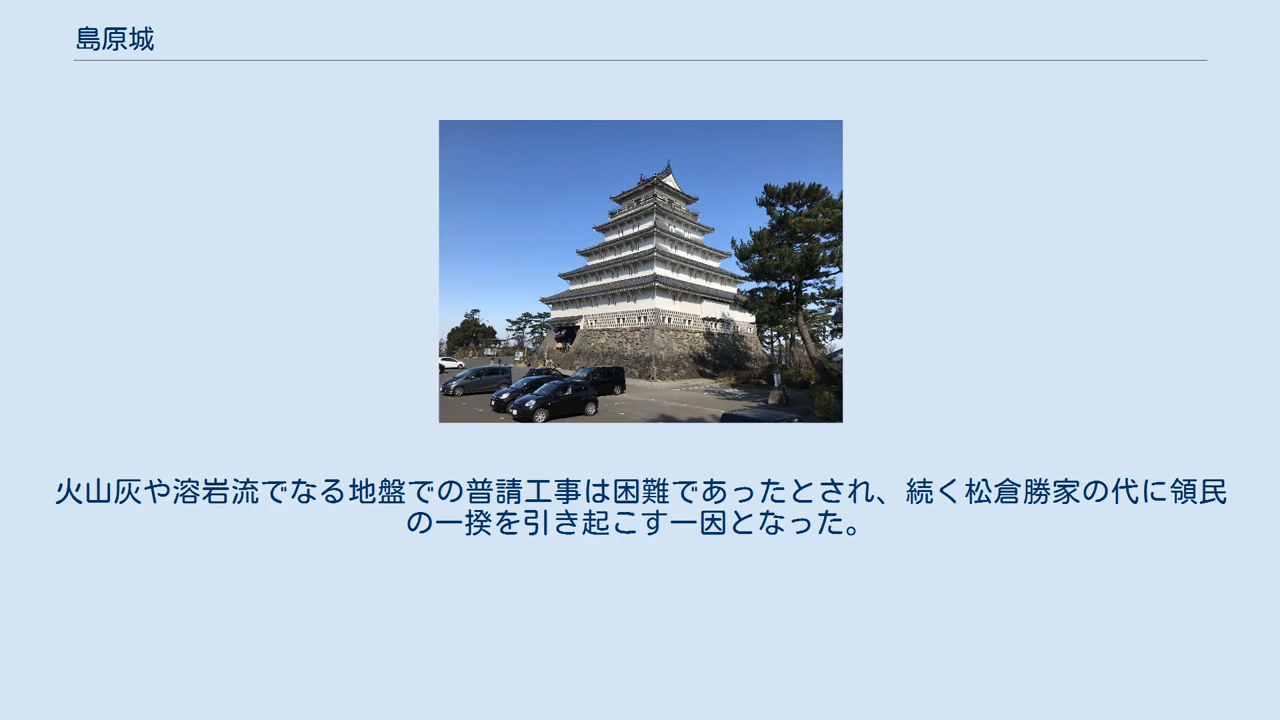 島原城
火山灰や溶岩流でなる地盤での普請工事は困難であったとされ、続く松倉勝家の代に領民
の一揆を引き起こす一因となった。